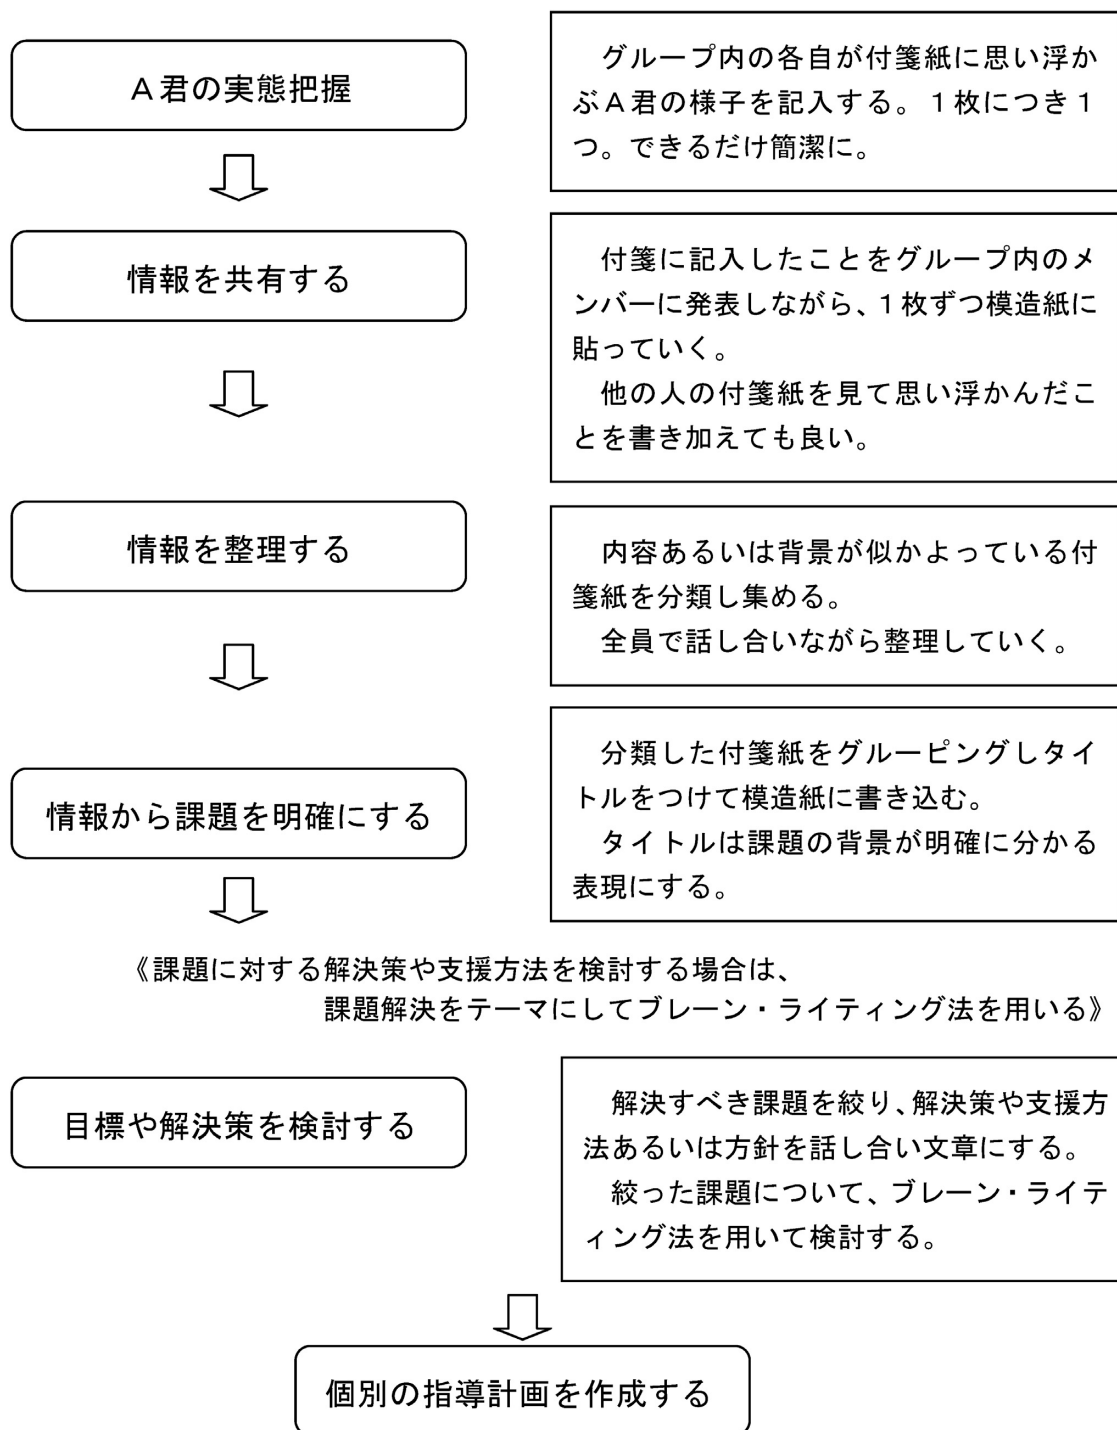 A君の実態把握
グループ内の各自が付箋紙に思い浮か
ぶA君の様子を記入する。1枚につき1
つ。できるだけ簡潔に。
情報を共有する
付箋に記入したことをグループ内のメ
ンバーに発表しながら、1枚ずつ模造紙に
貼っていく。
他の人の付箋紙を見て思い浮かんだこ
とを書き加えても良い。
情報を整理する
内容あるいは背景が似かよっている付
箋紙を分類し集める。
全員で話し合いながら整理していく。
情報から課題を明確にする
分類した付箋紙をグルーピングしタイ
トルをつけて模造紙に書き込む。
タイトルは課題の背景が明確に分かる
表現にする。
《課題に対する解決策や支援方法を検討する場合は、
課題解決をテーマにしてブレーン・ライティング法を用いる》
目標や解決策を検討する
解決すべき課題を絞り、解決策や支援方
法あるいは方針を話し合い文章にする。
絞った課題について、ブレーン・ライテ
ィング法を用いて検討する。
個別の指導計画を作成する